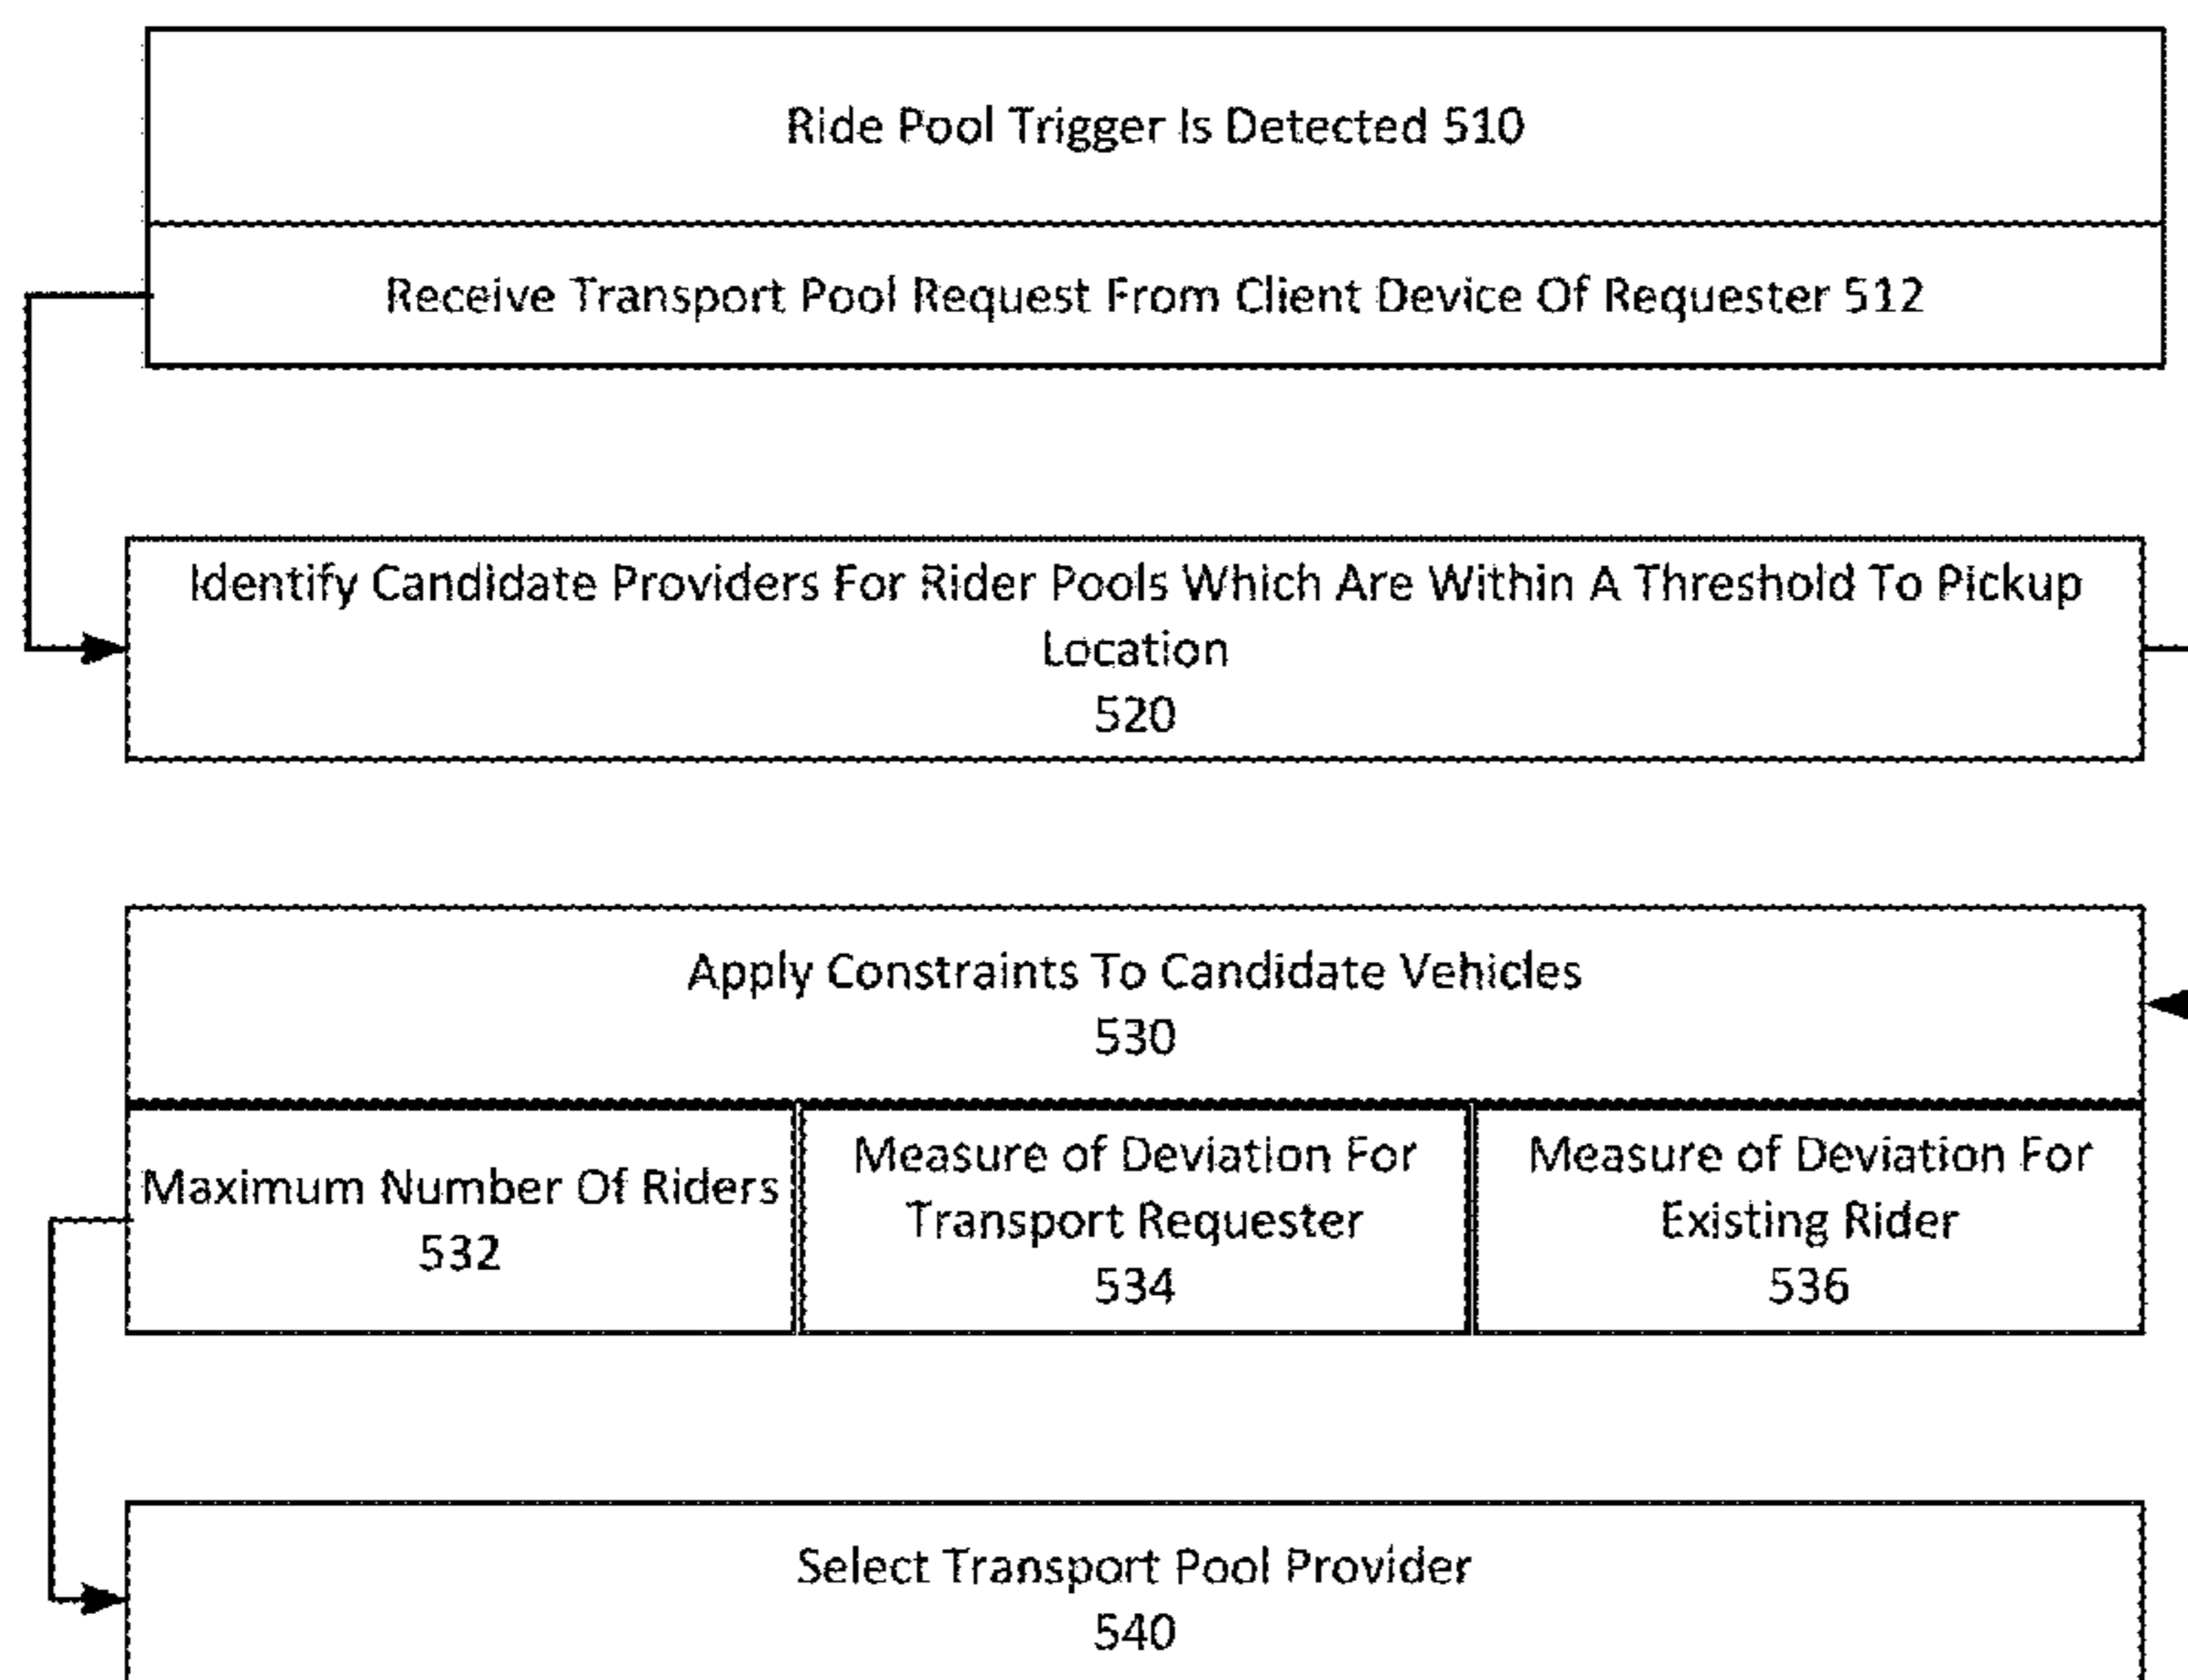 Ride Pool Trigger Is Detected 510
Receive Transport Pool Request From Client Device Of Requester 512
Identify Candidate Providers For Rider Pools Which Are Within A Threshold To Pickup
Location
520
Apply Constraints To Candidate Vehicles
530
Maximum Number Of Riders
532
Measure of Deviation For
Transport Requester
534
Measure of Deviation For
Existing Rider
536
Select Transport Pool Provider
540